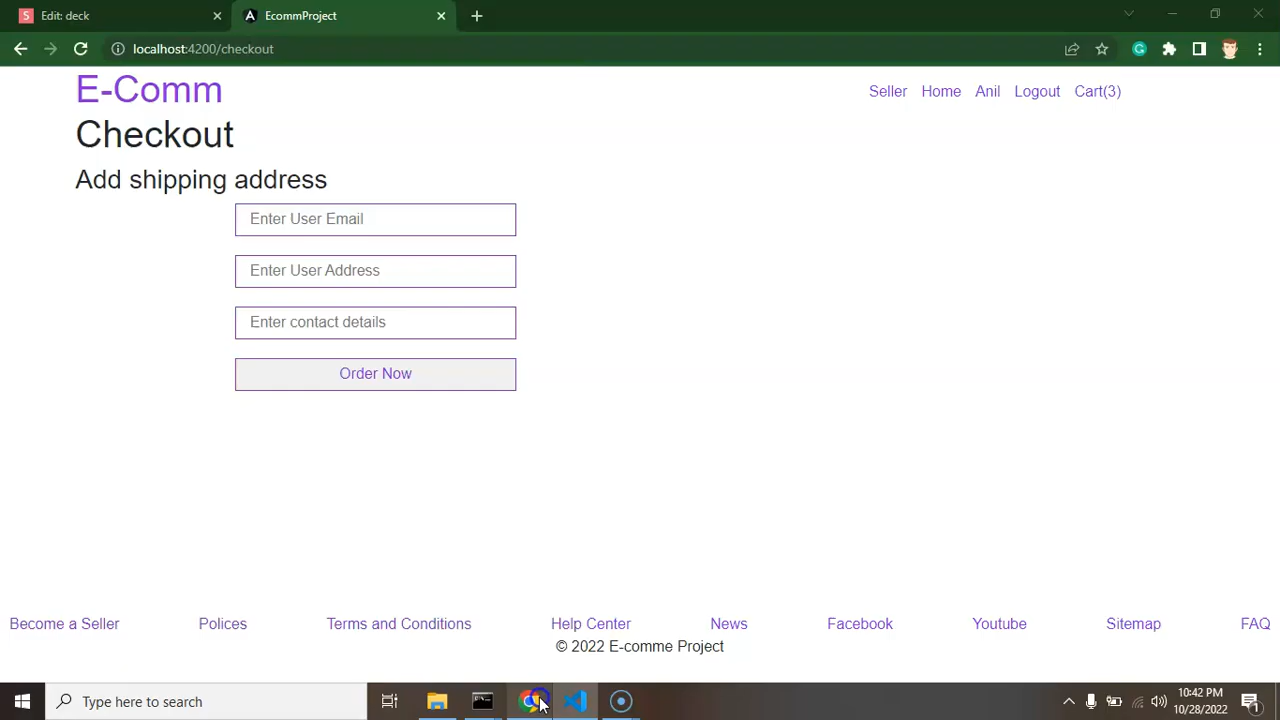 Edit: deck
EcommProject
localhost:4200/checkout
E-Comm
Seller Home Anil Logout Cart(3)
Checkout
Add shipping address
Enter User Email
Enter User Address
Enter contact details
Order Now
Become a Seller Polices Terms and Conditions Help Center News Facebook Youtube Sitemap FAQ
© 2022 E-comme Project
Type here to search
10:42 PM
10/28/2022
1